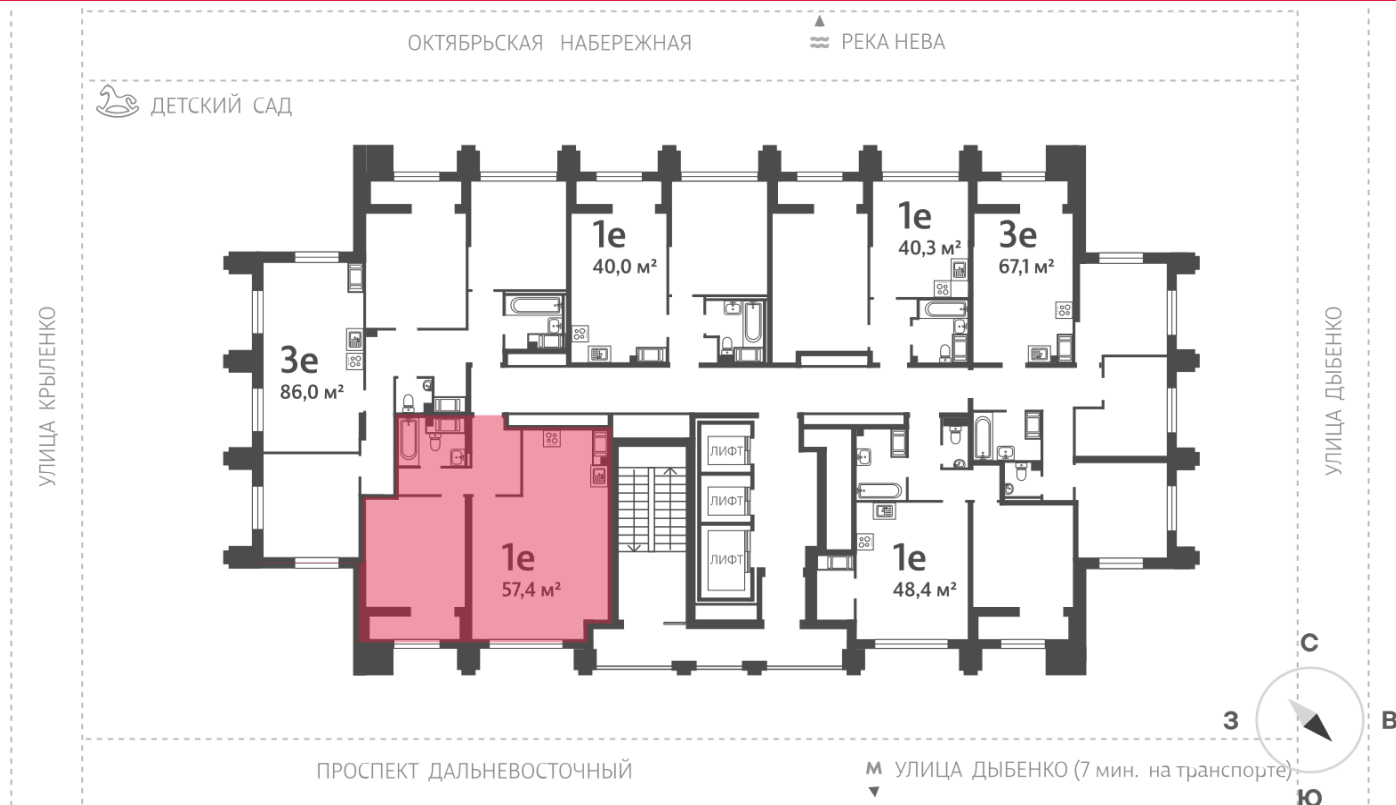 ОКТЯБРЬСКАЯ НАБЕРЕЖНАЯ
РЕКА НЕВА
ДЕТСКИЙ САД
УЛИЦА КРЫЛЕНКО
УЛИЦА ДЫБЕНКО
1е
40,0 м²
1е
40,3 м²
3е
67,1 м²
3е
86,0 м²
ЛИФТ
ЛИФТ
ЛИФТ
1е
57,4 м²
1е
48,4 м²
С
З
В
Ю
ПРОСПЕКТ ДАЛЬНЕВОСТОЧНЫЙ
М УЛИЦА ДЫБЕНКО (7 мин. на транспорте)